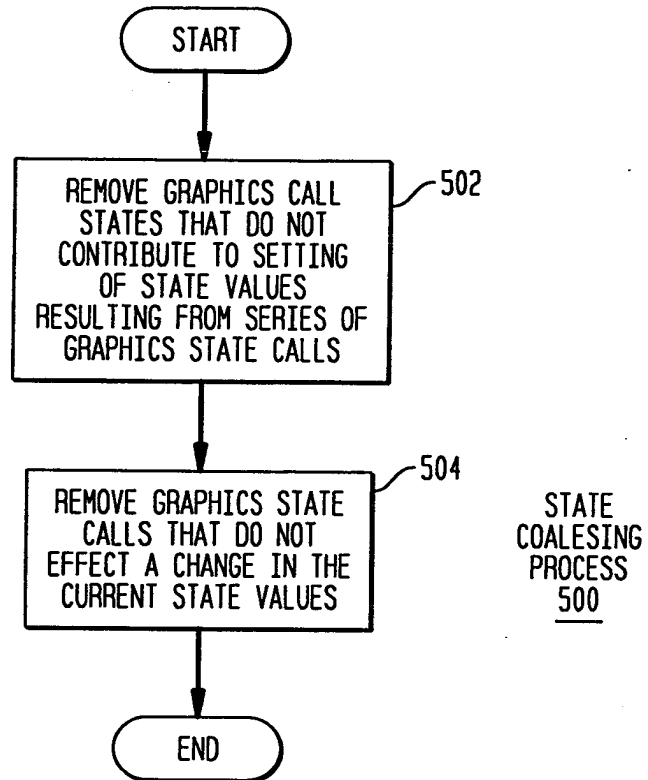 START
REMOVE GRAPHICS CALL
STATES THAT DO NOT
CONTRIBUTE TO SETTING
OF STATE VALUES
RESULTING FROM SERIES OF
GRAPHICS STATE CALLS
502
REMOVE GRAPHICS STATE
CALLS THAT DO NOT
EFFECT A CHANGE IN THE
CURRENT STATE VALUES
504
STATE
COALESING
PROCESS
500
END